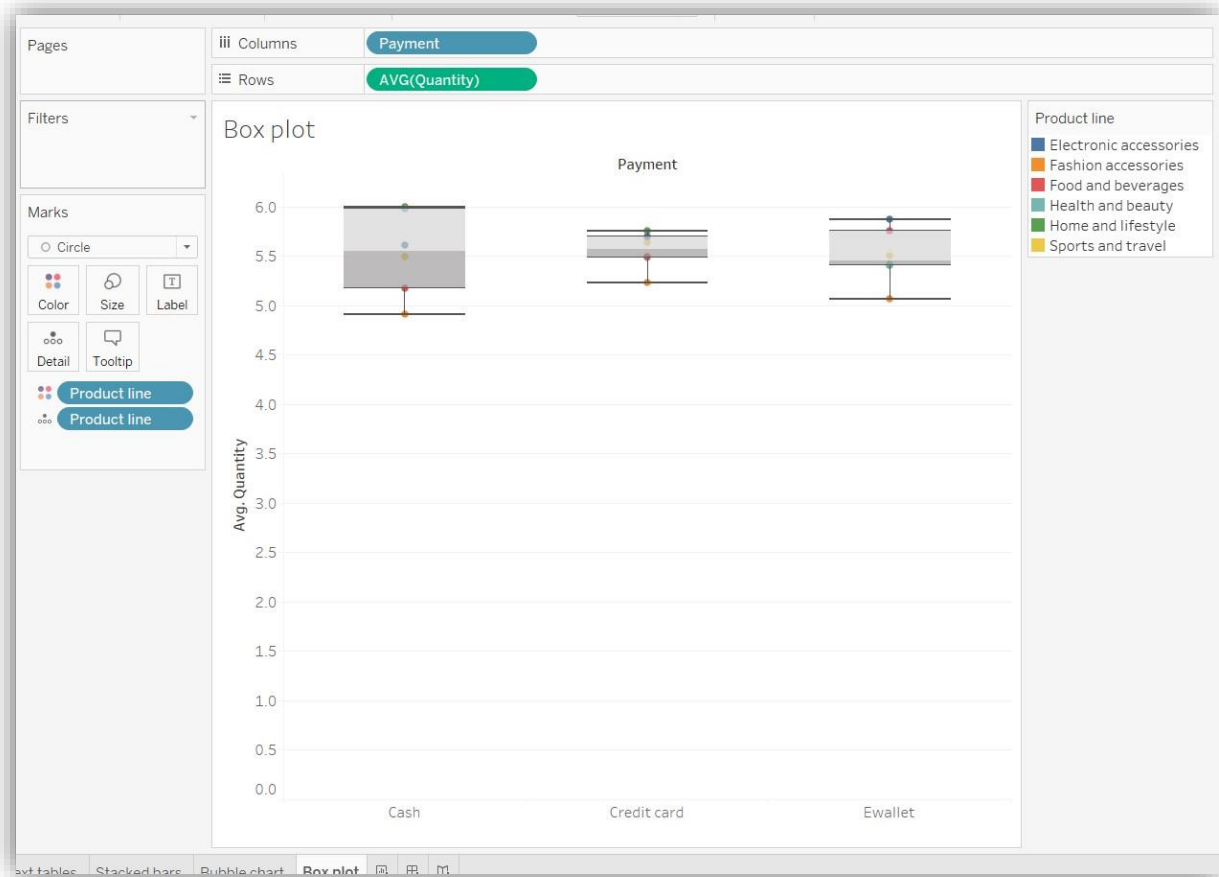 Pages
Columns
Payment
Rows
AVG(Quantity)
Filters
Marks
Circle
Color
Size
Label
Detail
Tooltip
Product line
Product line
Box plot
Payment
Avg. Quantity
6.0
5.5
5.0
4.5
4.0
3.5
3.0
2.5
2.0
1.5
1.0
0.5
0.0
Cash Credit card Ewallet
Product line
Electronic accessories
Fashion accessories
Food and beverages
Health and beauty
Home and lifestyle
Sports and travel
tables Stacked bars Bubble chart Box plot